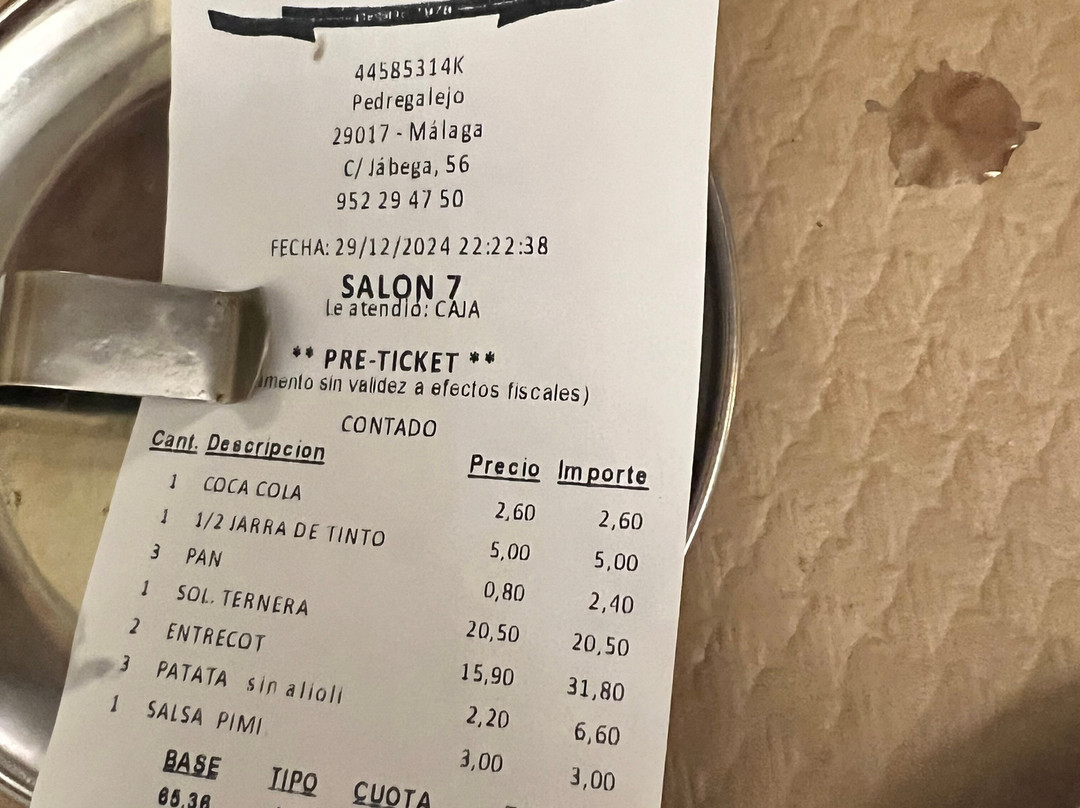 44585314K
Pedregalejo
29017 - Málaga
C/ Jábega, 56
952 29 47 50
FECHA: 29/12/2024 22:22:38
SALON 7
Le atendió: CAJA
** PRE-TICKET **
sin validez a efectos fiscales)
CONTADO
Cant. Descripcion Precio Importe
1 COCA COLA 2,60 2,60
1 1/2 JARRA DE TINTO 5,00 5,00
3 PAN 0,80 2,40
1 SOL. TERNERA 20,50 20,50
2 ENTRECOT 15,90 31,80
3 PATATA sin alioli 2,20 6,60
1 SALSA PIMI 3,00 3,00
BASE TIPO CUOTA
65,36